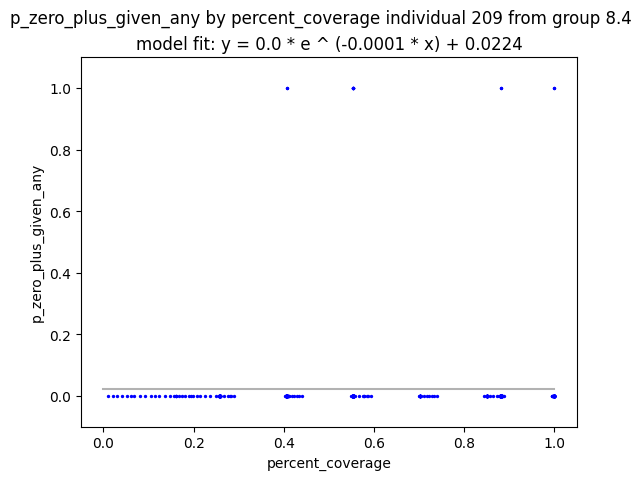 p_zero_plus_given_any by percent_coverage individual 209 from group 8.4
model fit: y = 0.0 * e ^ (-0.0001 * x) + 0.0224
1.0
0.8
0.6
0.4
0.2
0.0
p_zero_plus_given_any
0.0 0.2 0.4 0.6 0.8 1.0
percent_coverage